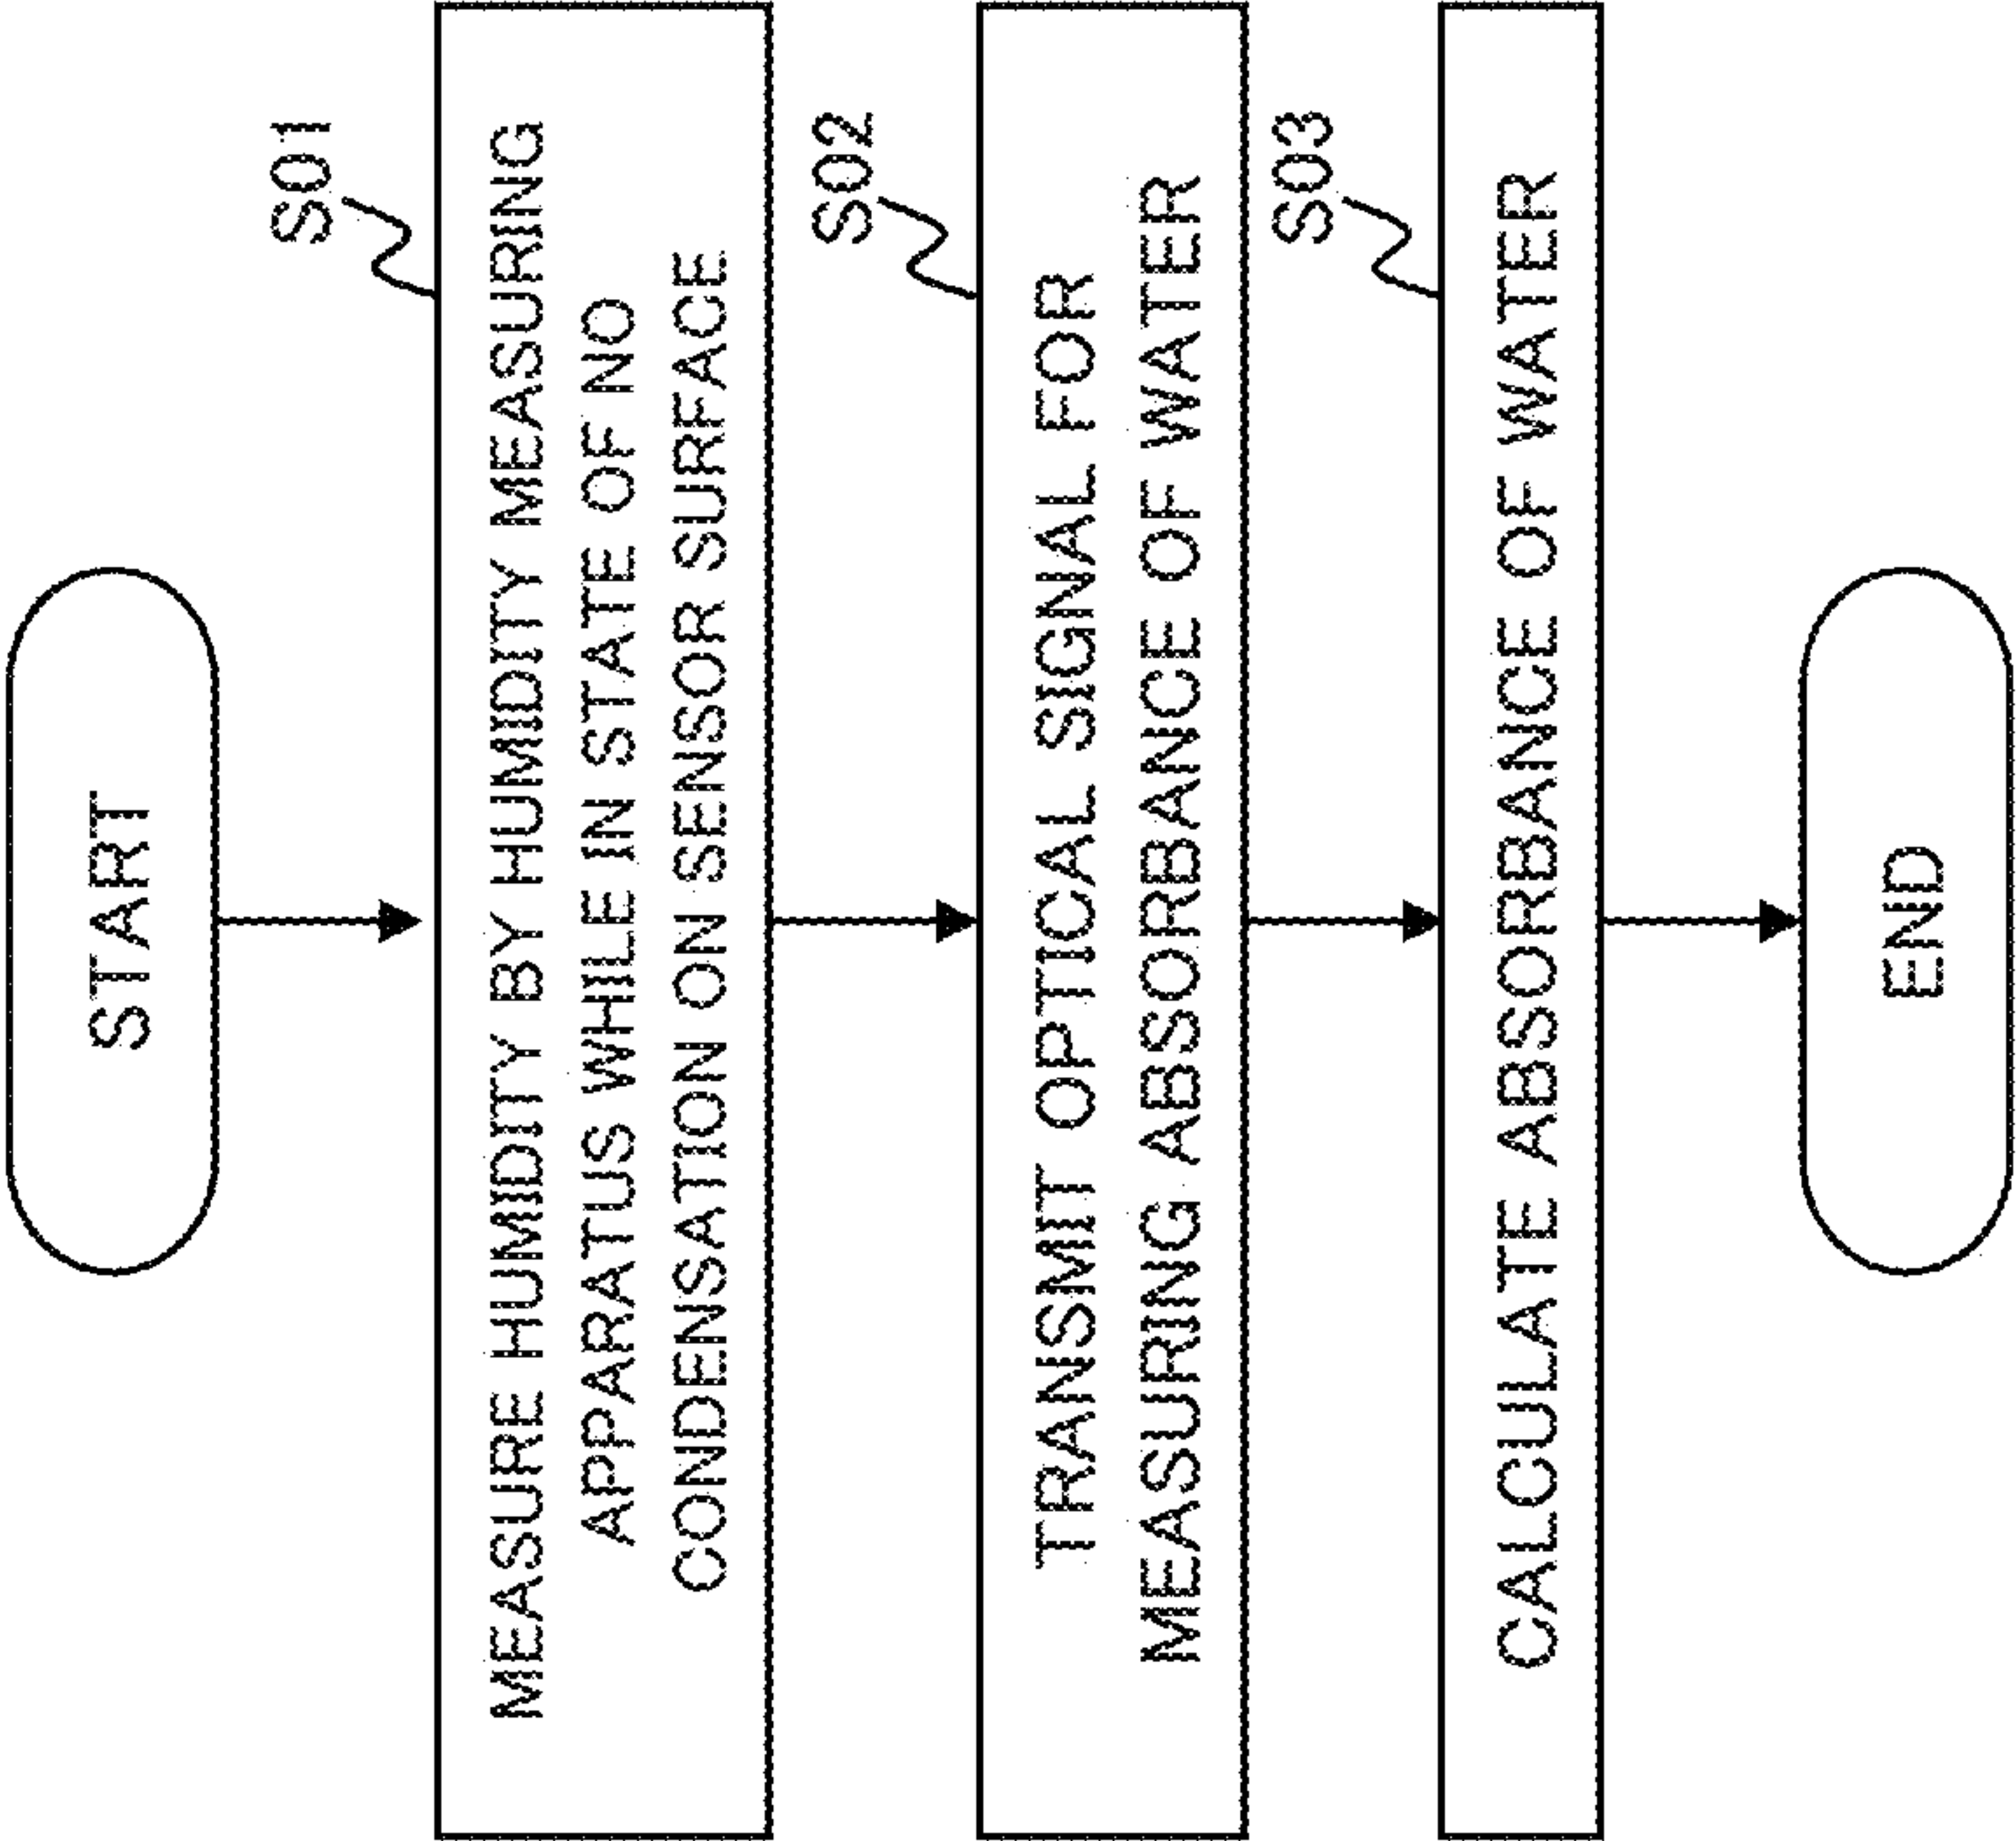 START
S01
MEASURE HUMIDITY BY HUMIDITY MEASURING
APPARATUS WHILE IN STATE OF NO
CONDENSATION ON SENSOR SURFACE
S02
TRANSMIT OPTICAL SIGNAL FOR
MEASURING ABSORBANCE OF WATER
S03
CALCULATE ABSORBANCE OF WATER
END